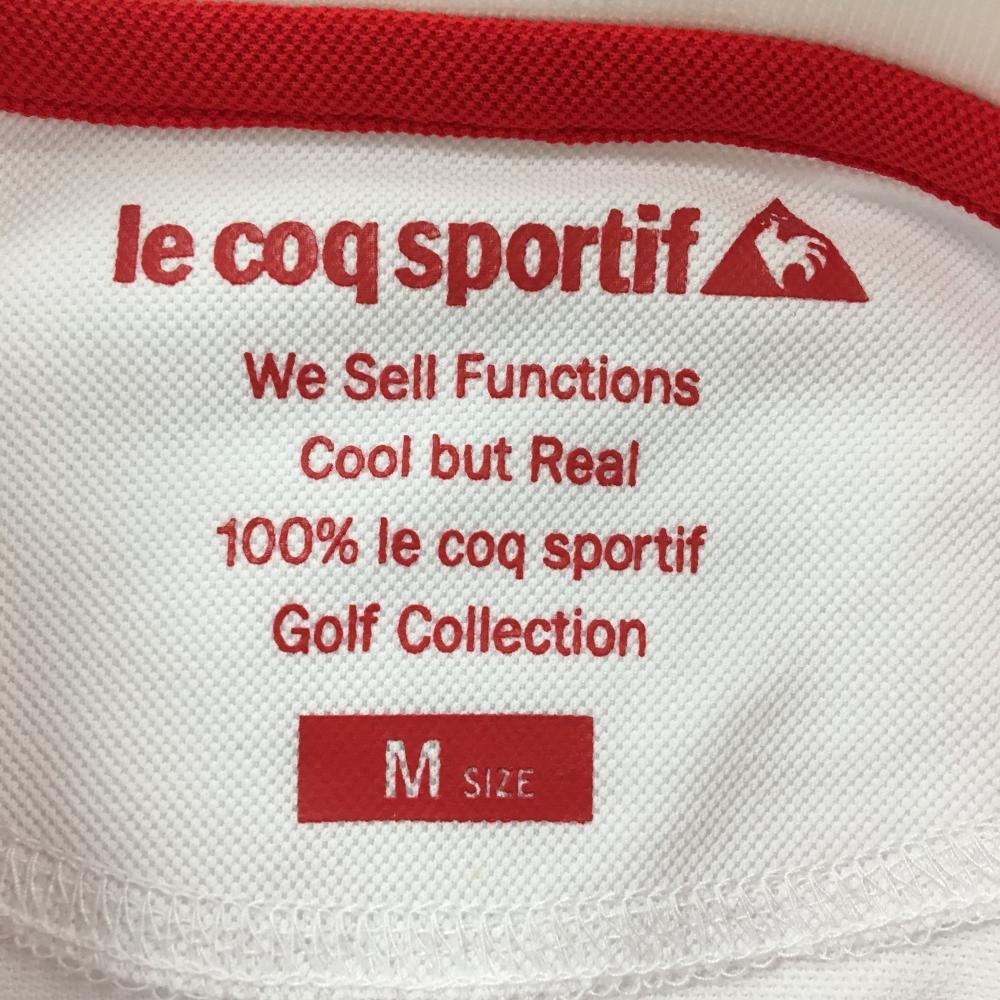 le coq sportif
We Sell Functions
Cool but Real
100% le coq sportif
Golf Collection
M SIZE